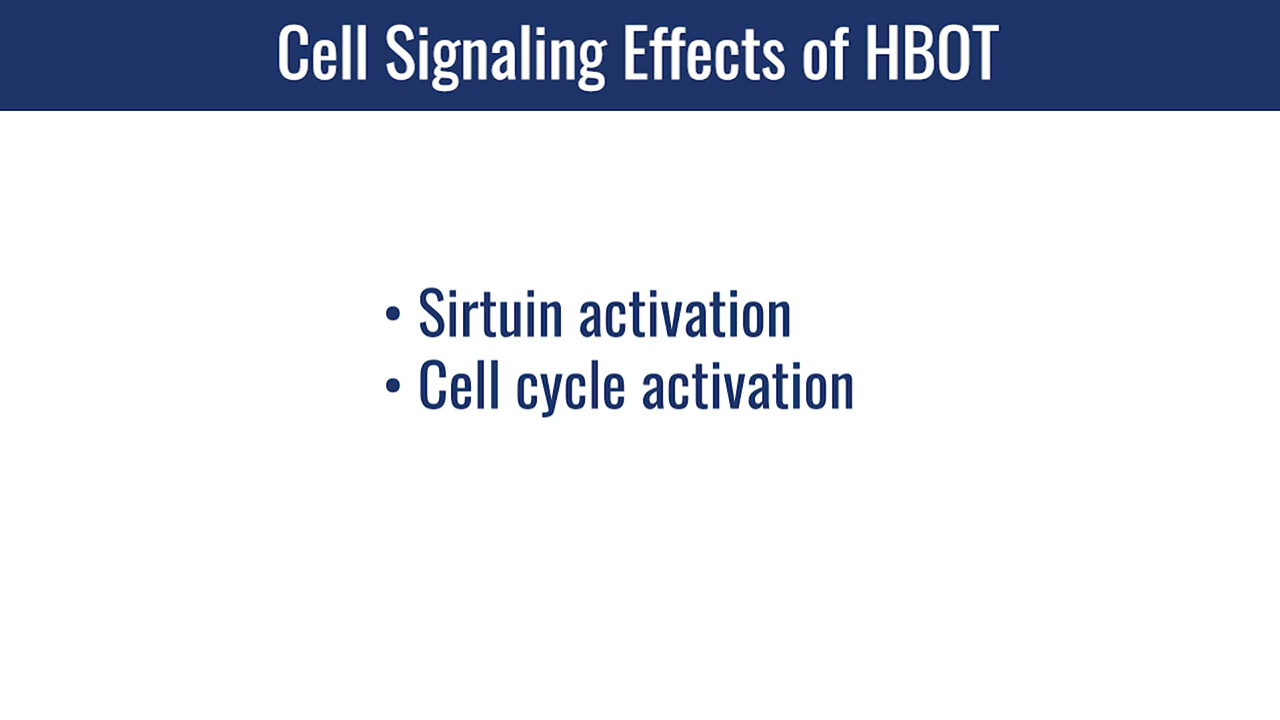 Cell Signaling Effects of HBOT
• Sirtuin activation
• Cell cycle activation